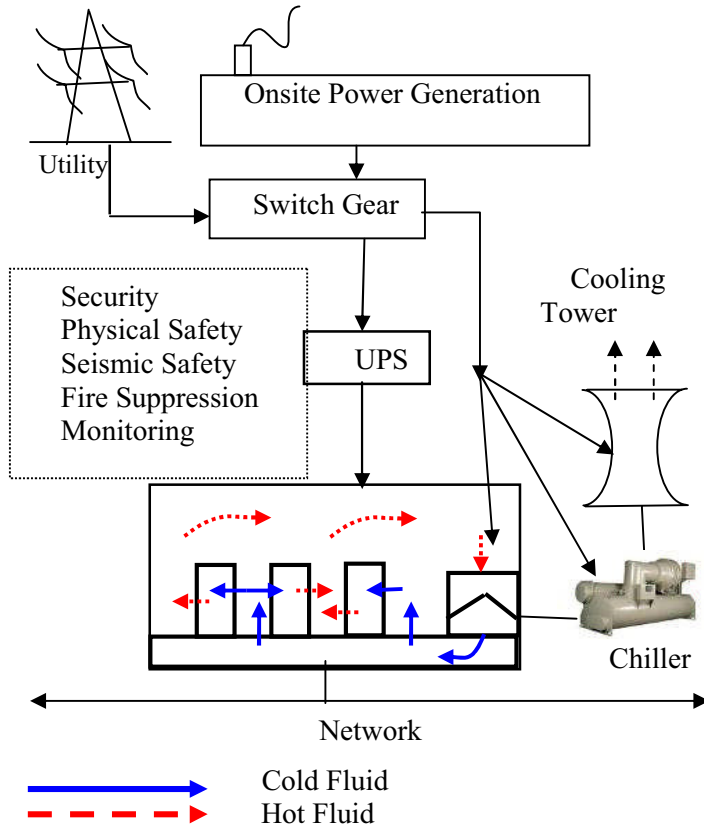 Onsite Power Generation
Utility
Switch Gear
Cooling
Tower
Security
Physical Safety
Seismic Safety
Fire Suppression
Monitoring
UPS
Chiller
Network
Cold Fluid
Hot Fluid